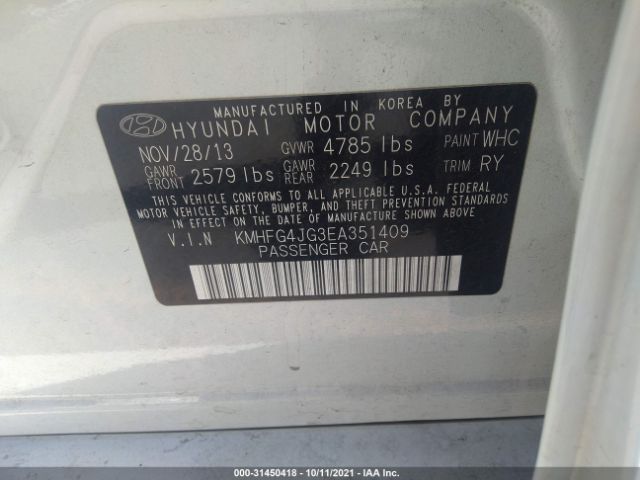 MANUFACTURED IN KOREA BY
HYUNDAI MOTOR COMPANY
NOV/28/13 GVWR 4785 lbs PAINT WHC
GAWR FRONT 2579 lbs GAWR REAR 2249 lbs TRIM RY
THIS VEHICLE CONFORMS TO ALL APPLICABLE U.S.A. FEDERAL
MOTOR VEHICLE SAFETY, BUMPER, AND THEFT PREVENTION STANDARDS
IN EFFECT ON THE DATE OF MANUFACTURE SHOWN ABOVE.
V.I.N KMHFG4JG3EA351409
PASSENGER CAR
000-31450418 - 10/11/2021 - IAA Inc.